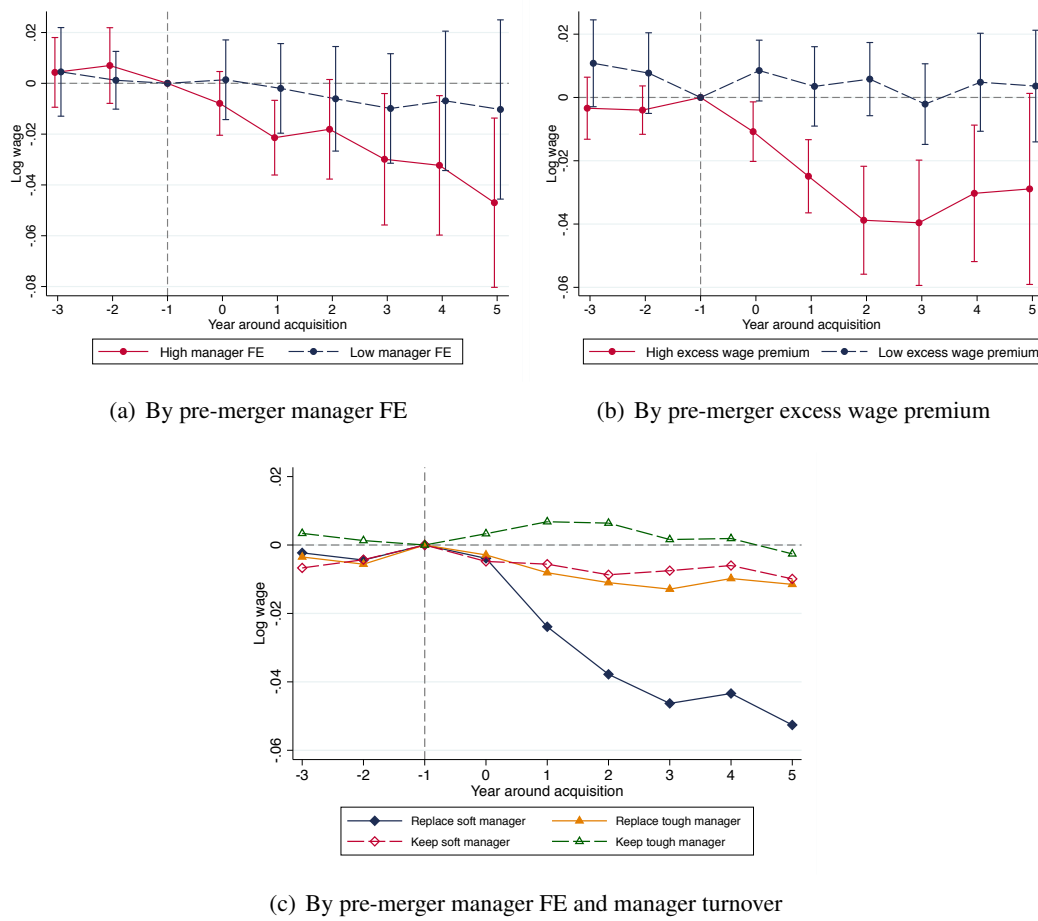 .02
0
-.02
-.04
-.06
-.08
Log wage
-3 -2 -1 0 1 2 3 4 5
Year around acquisition
High manager FE Low manager FE
(a) By pre-merger manager FE
.02
0
-.02
-.04
-.06
Log wage
-3 -2 -1 0 1 2 3 4 5
Year around acquisition
High excess wage premium Low excess wage premium
(b) By pre-merger excess wage premium
.02
0
-.02
-.04
-.06
Log wage
-3 -2 -1 0 1 2 3 4 5
Year around acquisition
Replace soft manager Replace tough manager
Keep soft manager Keep tough manager
(c) By pre-merger manager FE and manager turnover